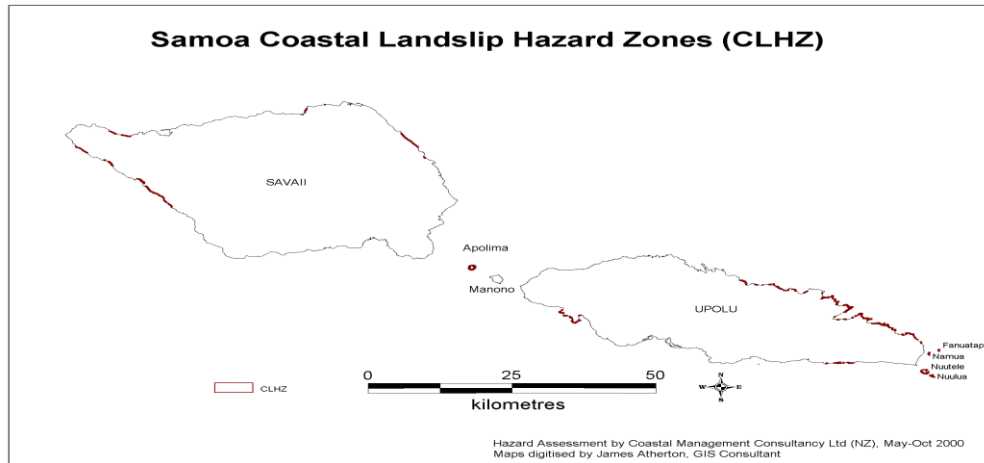 Samoa Coastal Landslip Hazard Zones (CLHZ)
SAVAII
Apolima
Manono
UPOLU
Fanuatap
Namua
Nuutele
Nuulua
CLHZ
0 25 50
kilometres
N
W E
S
Hazard Assessment by Coastal Management Consultancy Ltd (NZ), May-Oct 2000
Maps digitised by James Atherton, GIS Consultant